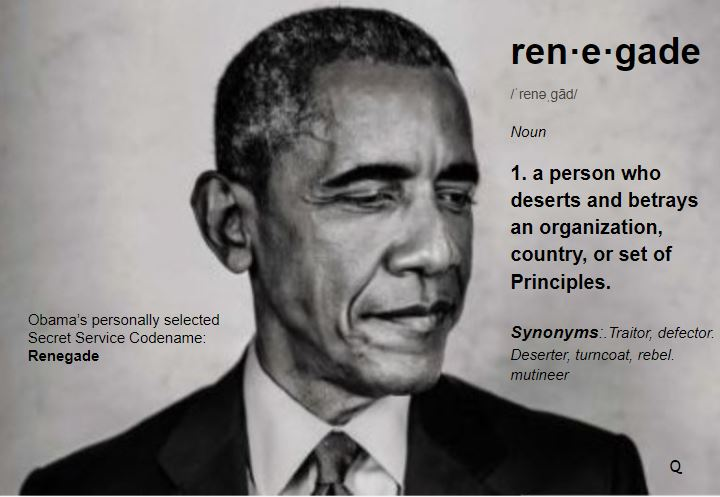 ren·e·gade
/ˈrenəˌɡād/
Noun
1. a person who
deserts and betrays
an organization,
country, or set of
Principles.
Obama's personally selected
Secret Service Codename:
Renegade
Synonyms:.Traitor, defector.
Deserter, turncoat, rebel.
mutineer
Q